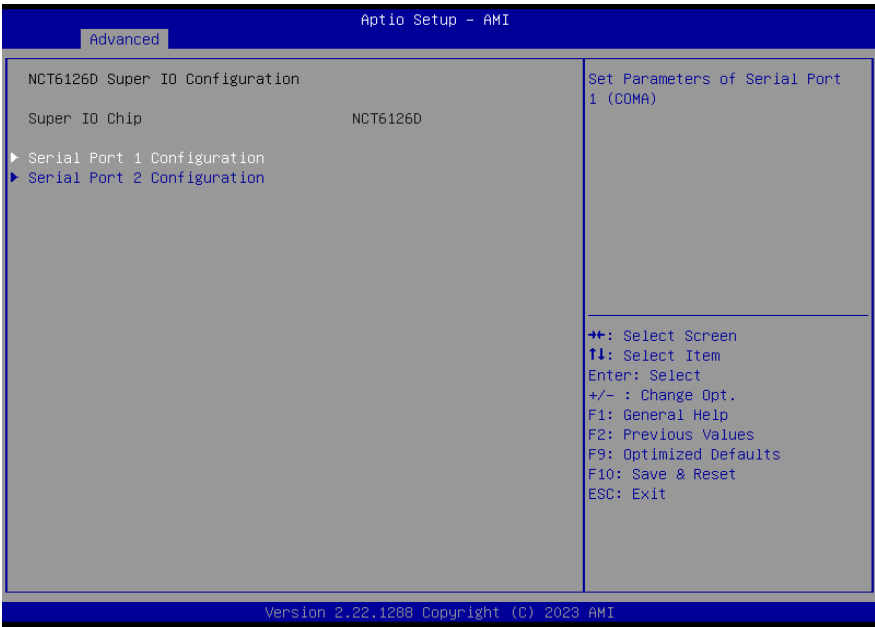 Aptio Setup – AMI
Advanced
NCT6126D Super IO Configuration
Super IO Chip NCT6126D
▶ Serial Port 1 Configuration
▶ Serial Port 2 Configuration
Set Parameters of Serial Port
1 (COMA)
→←: Select Screen
↑↓: Select Item
Enter: Select
+/- : Change Opt.
F1: General Help
F2: Previous Values
F9: Optimized Defaults
F10: Save & Reset
ESC: Exit
Version 2.22.1288 Copyright (C) 2023 AMI